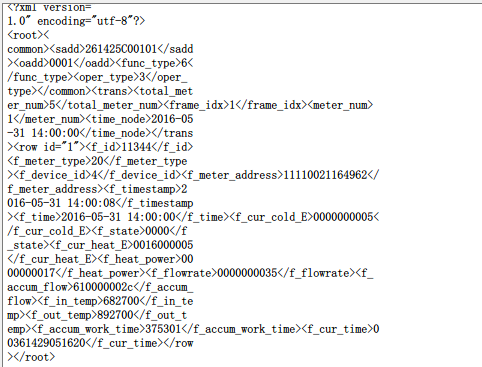 <?xml version=
1.0" encoding="utf-8"?>
<root><
common><sadd>261425C00101</sadd
><oadd>0001</oadd><func_type>6<
/func_type><oper_type>3</oper_
type></common><trans><total_met
er_num>5</total_meter_num><frame_idx>1</frame_idx><meter_num>
1</meter_num><time_node>2016-05
-31 14:00:00</time_node></trans
><row id="1"><f_id>11344</f_id>
<f_meter_type>20</f_meter_type
><f_device_id>4</f_device_id><f_meter_address>11110021164962</
f_meter_address><f_timestamp>2
016-05-31 14:00:08</f_timestamp
><f_time>2016-05-31 14:00:00</f_time><f_cur_cold_E>0000000005<
/f_cur_cold_E><f_state>0000</f
_state><f_cur_heat_E>0016000005
</f_cur_heat_E><f_heat_power>00
00000017</f_heat_power><f_flowrate>0000000035</f_flowrate><f_
accum_flow>610000002c</f_accum_
flow><f_in_temp>682700</f_in_te
mp><f_out_temp>892700</f_out_t
emp><f_accum_work_time>375301</f_accum_work_time><f_cur_time>0
0361429051620</f_cur_time></row
></root>